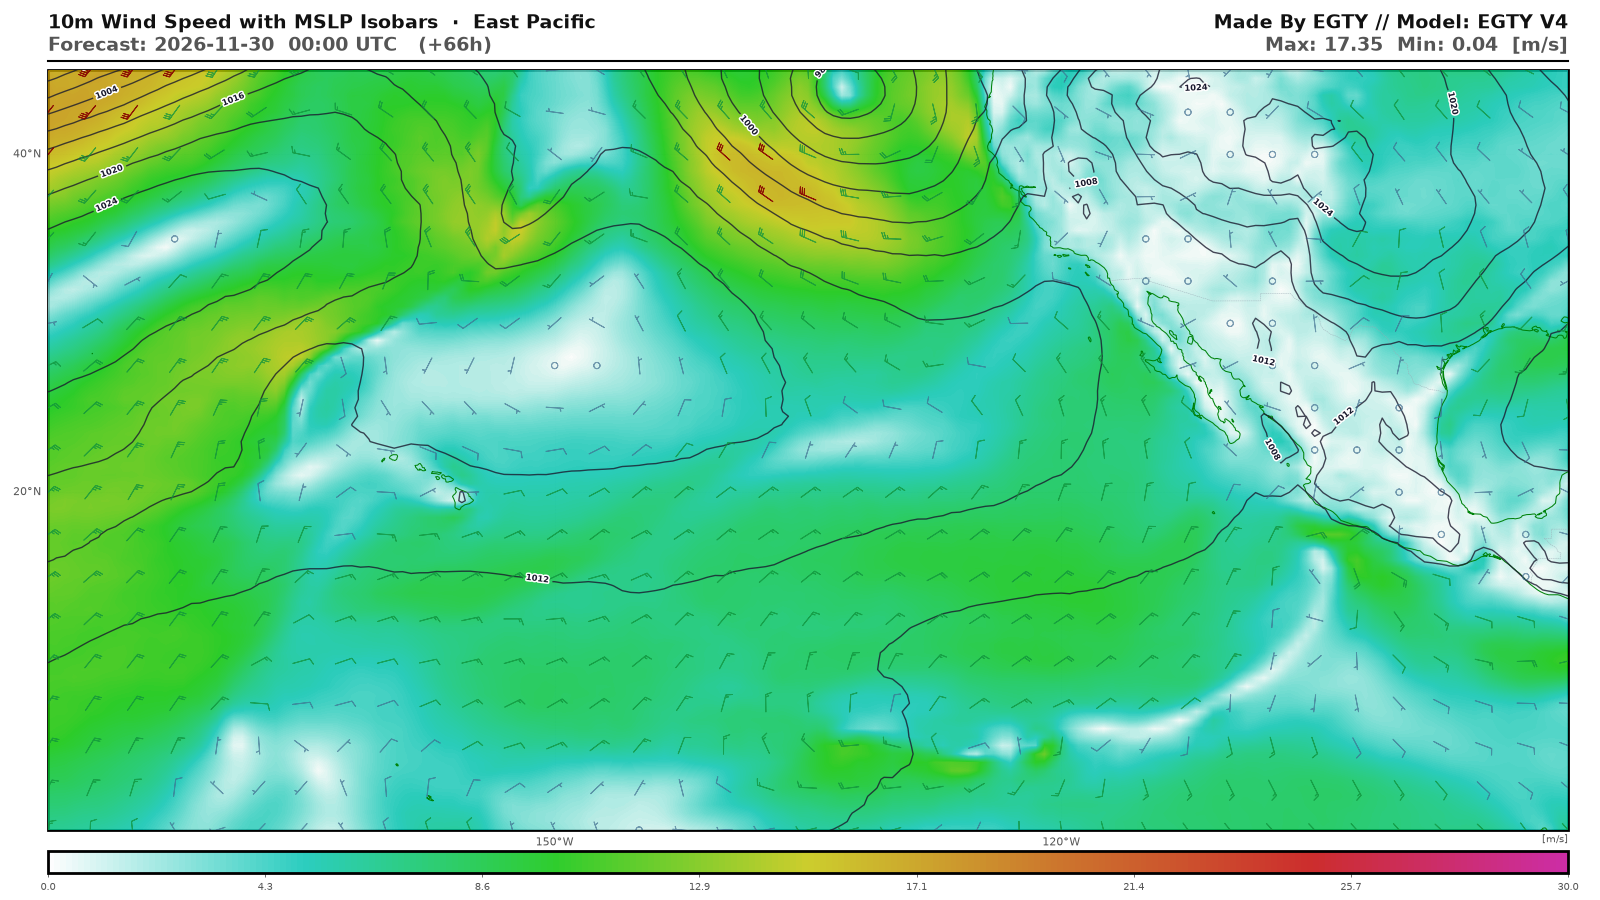 10m Wind Speed with MSLP Isobars · East Pacific
Made By EGTY // Model: EGTY V4
Forecast: 2026-11-30 00:00 UTC (+66h)
Max: 17.35 Min: 0.04 [m/s]
1004
1016
1020
1024
1000
1024
1020
1008
1024
1012
1012
1008
1012
40°N
20°N
150°W
120°W
[m/s]
0.0 4.3 8.6 12.9 17.1 21.4 25.7 30.0